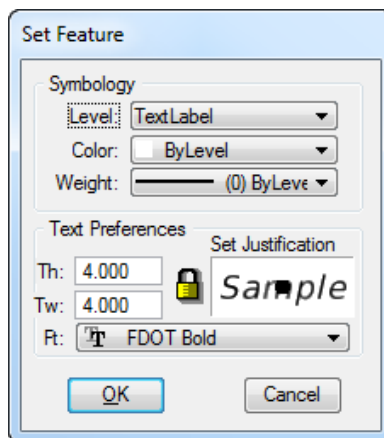 Set Feature
Symbology
Level: TextLabel
Color: ByLevel
Weight: (0) ByLeve
Text Preferences
Set Justification
Th: 4.000
Sample
Tw: 4.000
Ft: FDOT Bold
OK Cancel